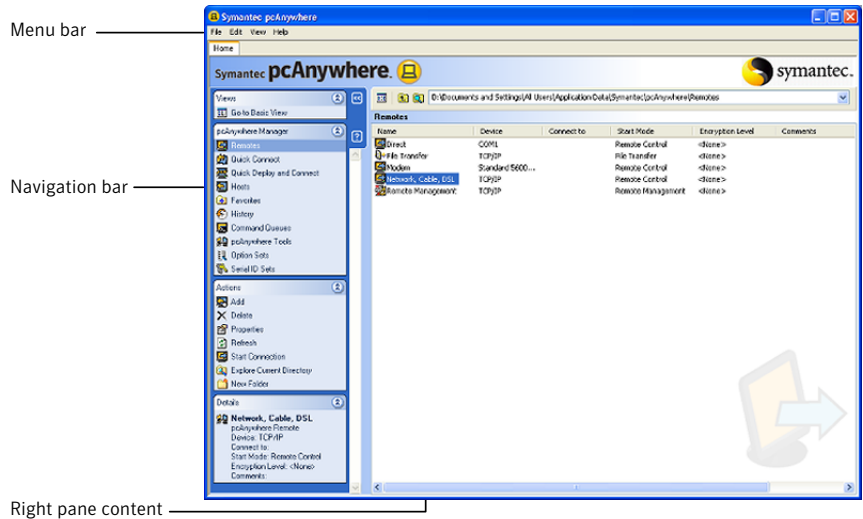 Symantec pcAnywhere
Menu bar
File Edit View Help
Home
Symantec pcAnywhere.
symantec.
Views
Go to Basic View
D:\Documents and Settings\All Users\Application Data\Symantec\pcAnywhere\Remotes
Remotes
pcAnywhere Manager
Remotes
Quick Connect
Quick Deploy and Connect
Hosts
Favorites
History
Command Queues
pcAnywhere Tools
Option Sets
Serial ID Sets
Name Device Connect to Start Mode Encryption Level Comments
Direct COM1 Remote Control <None>
File Transfer TCP/IP File Transfer <None>
Modem Standard 5600... Remote Control <None>
Network, Cable, DSL TCP/IP Remote Control <None>
Remote Management TCP/IP Remote Management <None>
Navigation bar
Actions
Add
Delete
Properties
Refresh
Start Connection
Explore Current Directory
New Folder
Details
Network, Cable, DSL
pcAnywhere Remote
Device: TCP/IP
Connect to:
Start Mode: Remote Control
Encryption Level: <None>
Comments:
Right pane content